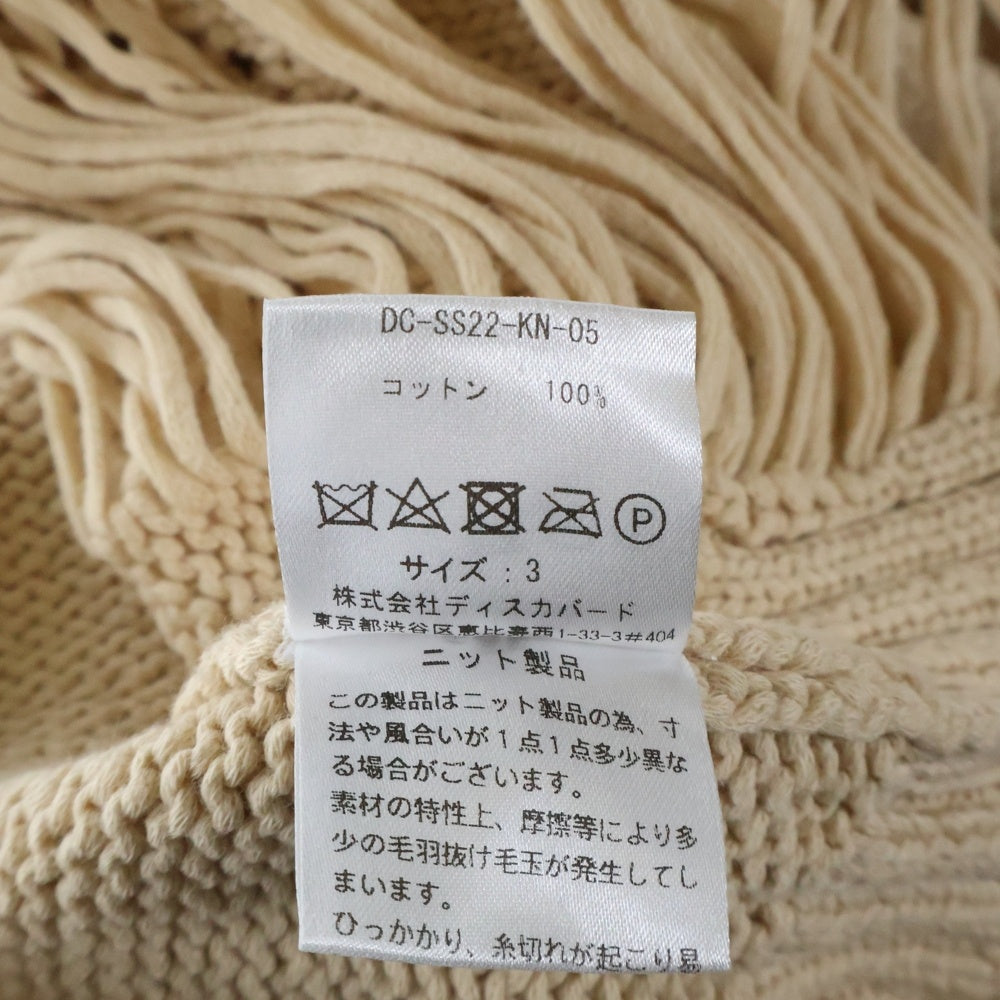 DC-SS22-KN-05
コットン 100%
P
サイズ : 3
株式会社ディスカバード
東京都渋谷区恵比寿西1-33-3#404
ニット製品
この製品はニット製品の為、寸
法や風合いが1点1点多少異な
る場合がございます。
素材の特性上、摩擦等により多
少の毛羽抜け毛玉が発生してし
まいます。
ひっかかり、糸切れが起こり易